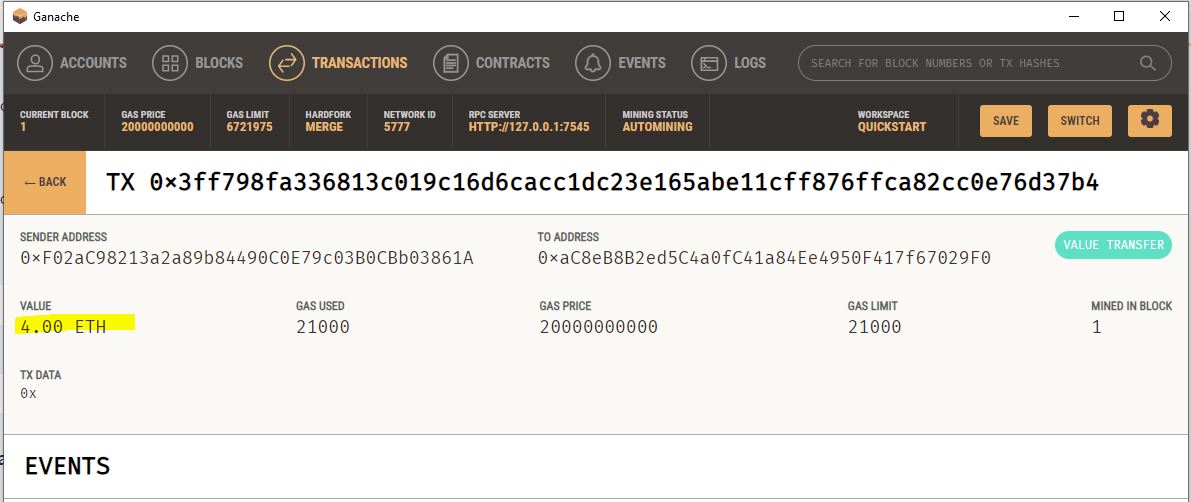 Ganache
ACCOUNTS BLOCKS TRANSACTIONS CONTRACTS EVENTS LOGS SEARCH FOR BLOCK NUMBERS OR TX HASHES
CURRENT BLOCK GAS PRICE GAS LIMIT HARDFORK NETWORK ID RPC SERVER MINING STATUS WORKSPACE
1 20000000000 6721975 MERGE 5777 HTTP://127.0.0.1:7545 AUTOMINING QUICKSTART SAVE SWITCH
← BACK TX 0×3ff798fa336813c019c16d6cacc1dc23e165abe11cff876ffca82cc0e76d37b4
SENDER ADDRESS TO ADDRESS
0×F02aC98213a2a89b84490C0E79c03B0CBb03861A 0×aC8eB8B2ed5C4a0fC41a84Ee4950F417f67029F0 VALUE TRANSFER
VALUE GAS USED GAS PRICE GAS LIMIT MINED IN BLOCK
4.00 ETH 21000 20000000000 21000 1
TX DATA
0x
EVENTS